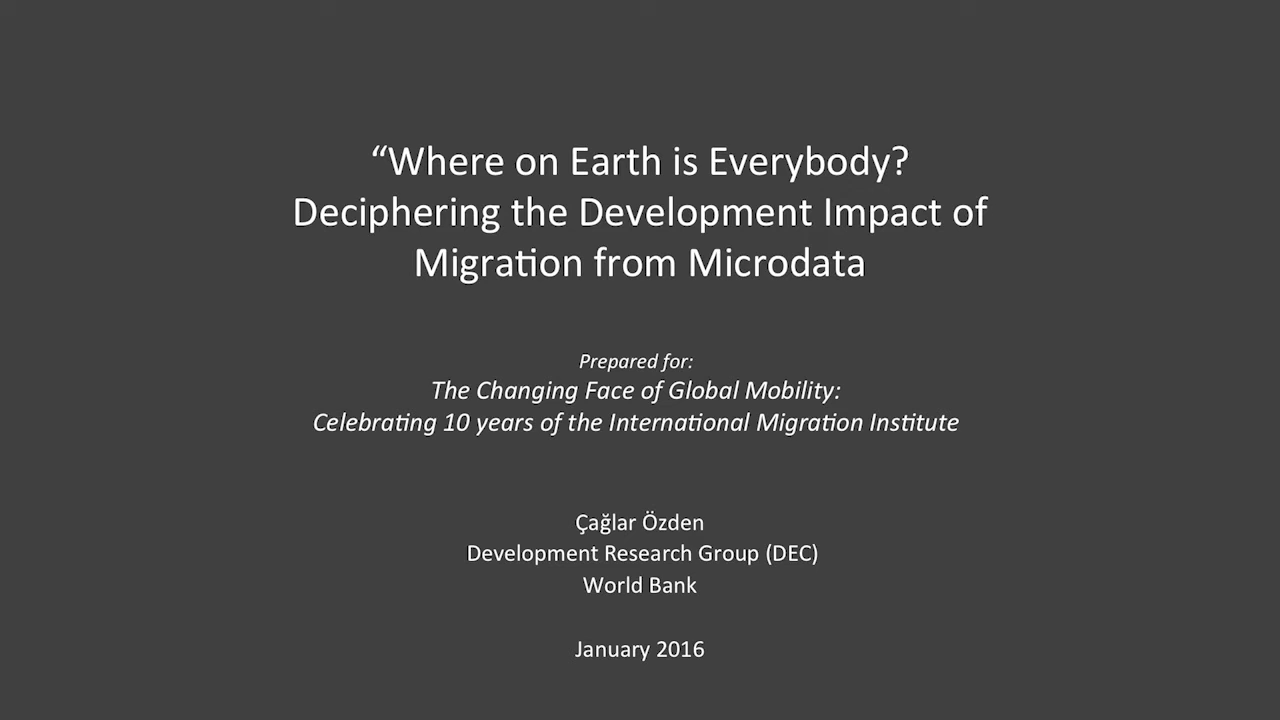 “Where on Earth is Everybody?
Deciphering the Development Impact of
Migration from Microdata
Prepared for:
The Changing Face of Global Mobility:
Celebrating 10 years of the International Migration Institute
Çağlar Özden
Development Research Group (DEC)
World Bank
January 2016